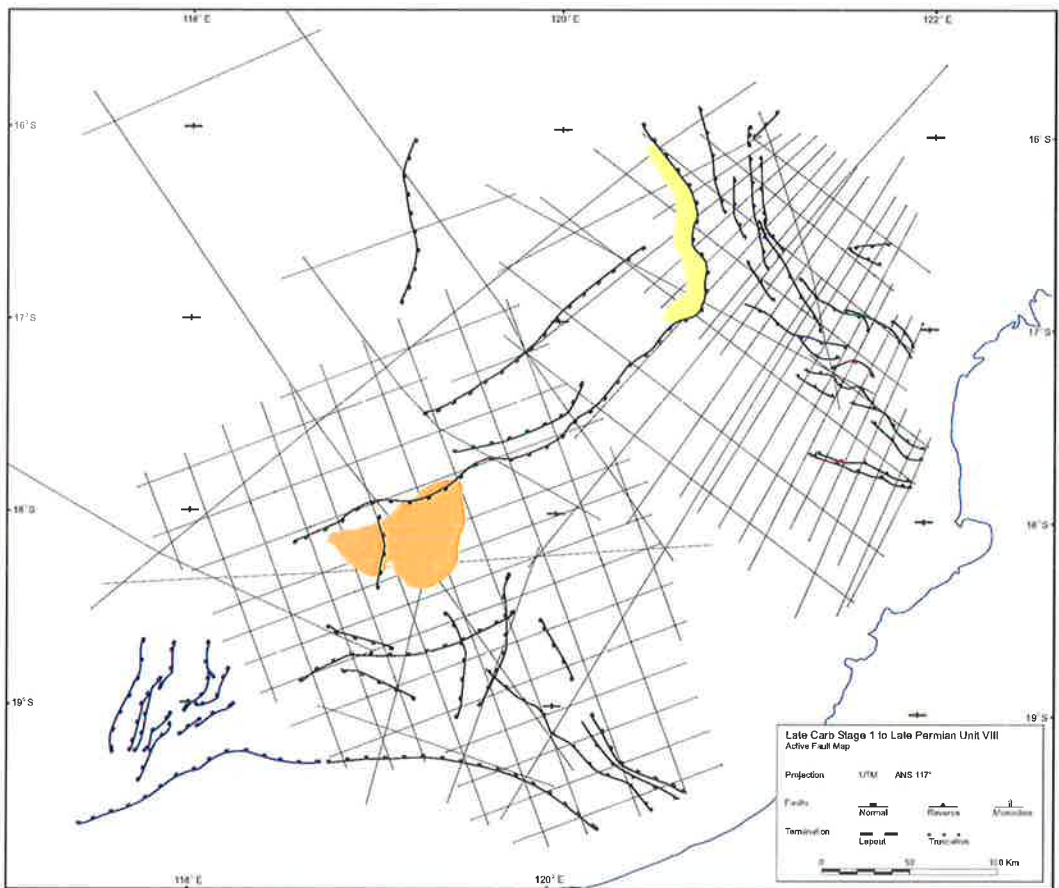 118° E 120° E 122° E
16° S 16° S
17° S 17° S
18° S 18° S
19° S 19° S
Late Carb Stage 1 to Late Permian Unit VIII
Active Fault Map
Projection UTM ANS 117°
Faults
Normal Reverse Monocline
Termination
Lapout Truncation
0 50 100 Km
118° E 120° E